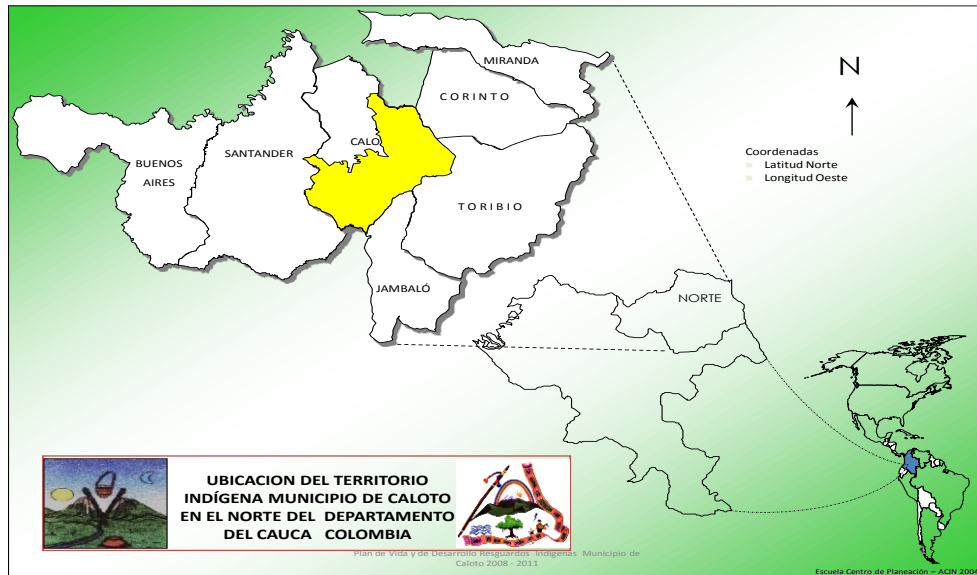 MIRANDA
N
CORINTO
CALO
BUENOS
AIRES
SANTANDER
Coordenadas
Latitud Norte
Longitud Oeste
TORIBIO
JAMBALÓ
NORTE
UBICACION DEL TERRITORIO
INDÍGENA MUNICIPIO DE CALOTO
EN EL NORTE DEL DEPARTAMENTO
DEL CAUCA COLOMBIA
Plan de Vida y de Desarrollo Resguardos Indígenas Municipio de
Caloto 2008 - 2011
Escuela Centro de Planeación – ACIN 2004